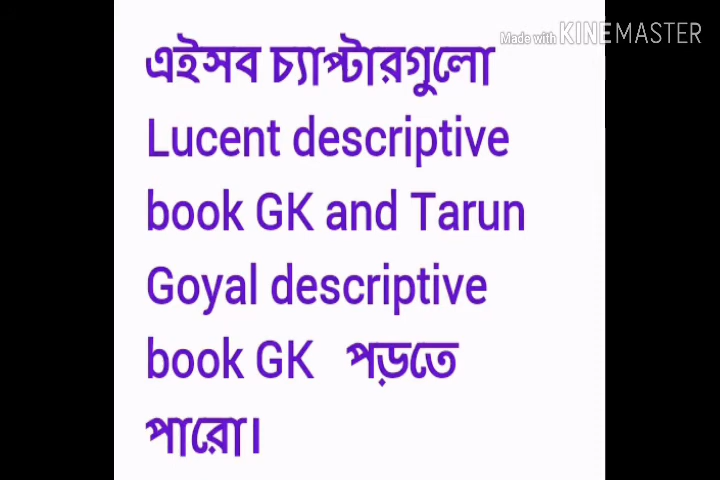 Made with KINEMASTER
এইসব চ্যাপ্টারগুলো
Lucent descriptive
book GK and Tarun
Goyal descriptive
book GK পড়তে
পারো।